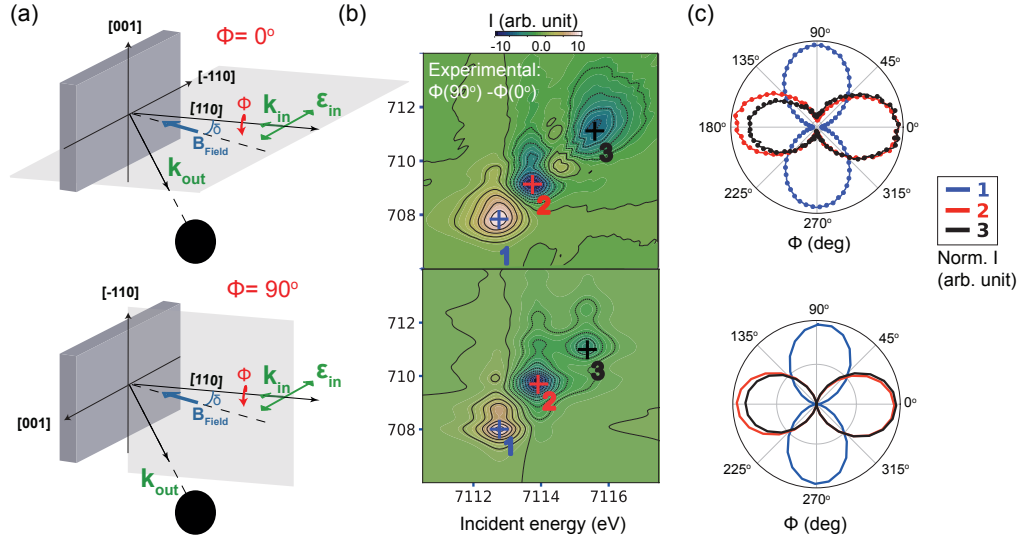 (a)
[001]
Φ= 0°
[-110]
[110]
Φ
k_in
ε_in
δ
B_Field
k_out
[-110]
Φ= 90°
[110]
Φ
k_in
ε_in
δ
B_Field
[001]
k_out
(b)
I (arb. unit)
-10 0.0 10
Experimental:
Φ(90°) -Φ(0°)
712
710
708
3
2
1
712
710
708
3
2
1
7112 7114 7116
Incident energy (eV)
(c)
90°
135° 45°
180° 0°
225° 315°
270°
Φ (deg)
1
2
3
Norm. I
(arb. unit)
90°
135° 45°
0°
225° 315°
270°
Φ (deg)